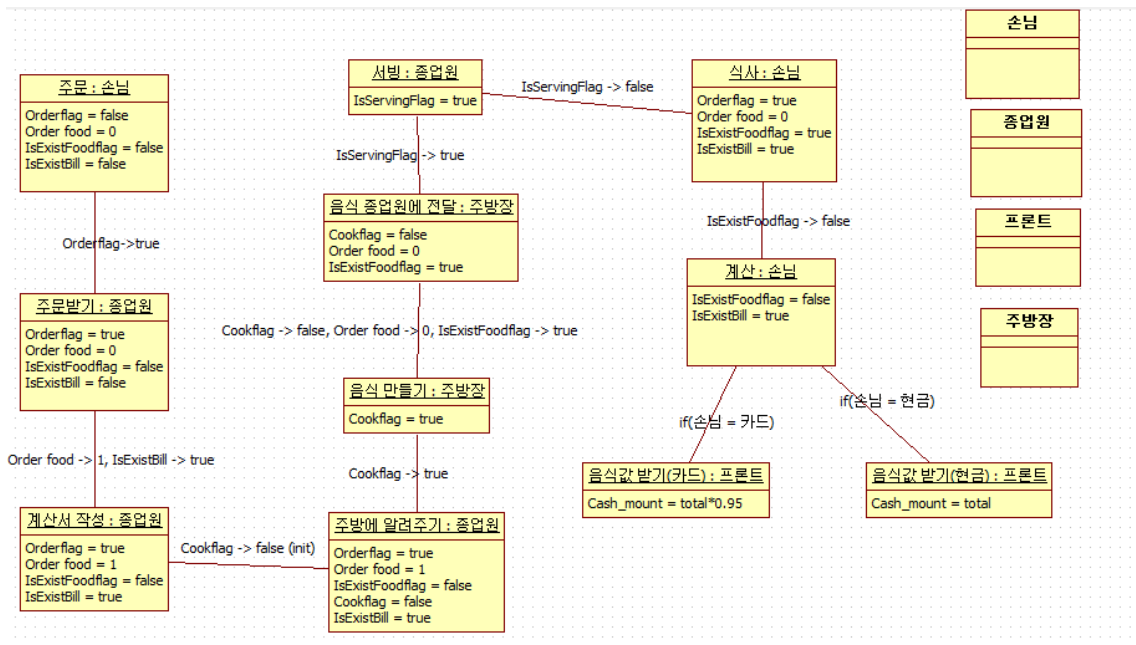 주문 : 손님
Orderflag = false
Order food = 0
IsExistFoodflag = false
IsExistBill = false
Orderflag->true
주문받기 : 종업원
Orderflag = true
Order food = 0
IsExistFoodflag = false
IsExistBill = false
Order food -> 1, IsExistBill -> true
계산서 작성 : 종업원
Orderflag = true
Order food = 1
IsExistFoodflag = false
IsExistBill = true
Cookflag -> false (init)
주방에 알려주기 : 종업원
Orderflag = true
Order food = 1
IsExistFoodflag = false
Cookflag = false
IsExistBill = true
Cookflag -> true
음식 만들기 : 주방장
Cookflag = true
Cookflag -> false, Order food -> 0, IsExistFoodflag -> true
음식 종업원에 전달 : 주방장
Cookflag = false
Order food = 0
IsExistFoodflag = true
IsServingFlag -> true
서빙 : 종업원
IsServingFlag = true
IsServingFlag -> false
식사 : 손님
Orderflag = true
Order food = 0
IsExistFoodflag = true
IsExistBill = true
IsExistFoodflag -> false
계산 : 손님
IsExistFoodflag = false
IsExistBill = true
if(손님 = 카드)
if(손님 = 현금)
음식값 받기(카드) : 프론트
Cash_mount = total*0.95
음식값 받기(현금) : 프론트
Cash_mount = total
손님
종업원
프론트
주방장